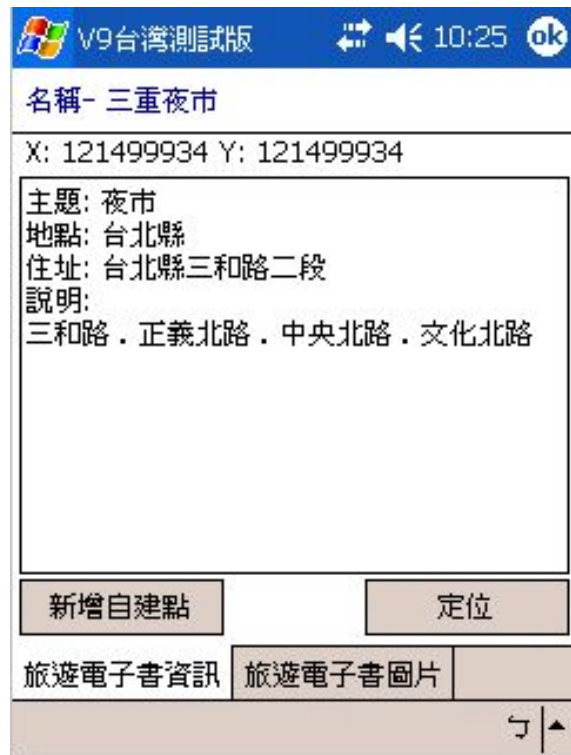 V9台灣測試版 10:25 ok
名稱- 三重夜市
X: 121499934 Y: 121499934
主題: 夜市
地點: 台北縣
住址: 台北縣三和路二段
説明:
三和路．正義北路．中央北路．文化北路
新增自建點 定位
旅遊電子書資訊 旅遊電子書圖片
ㄅ